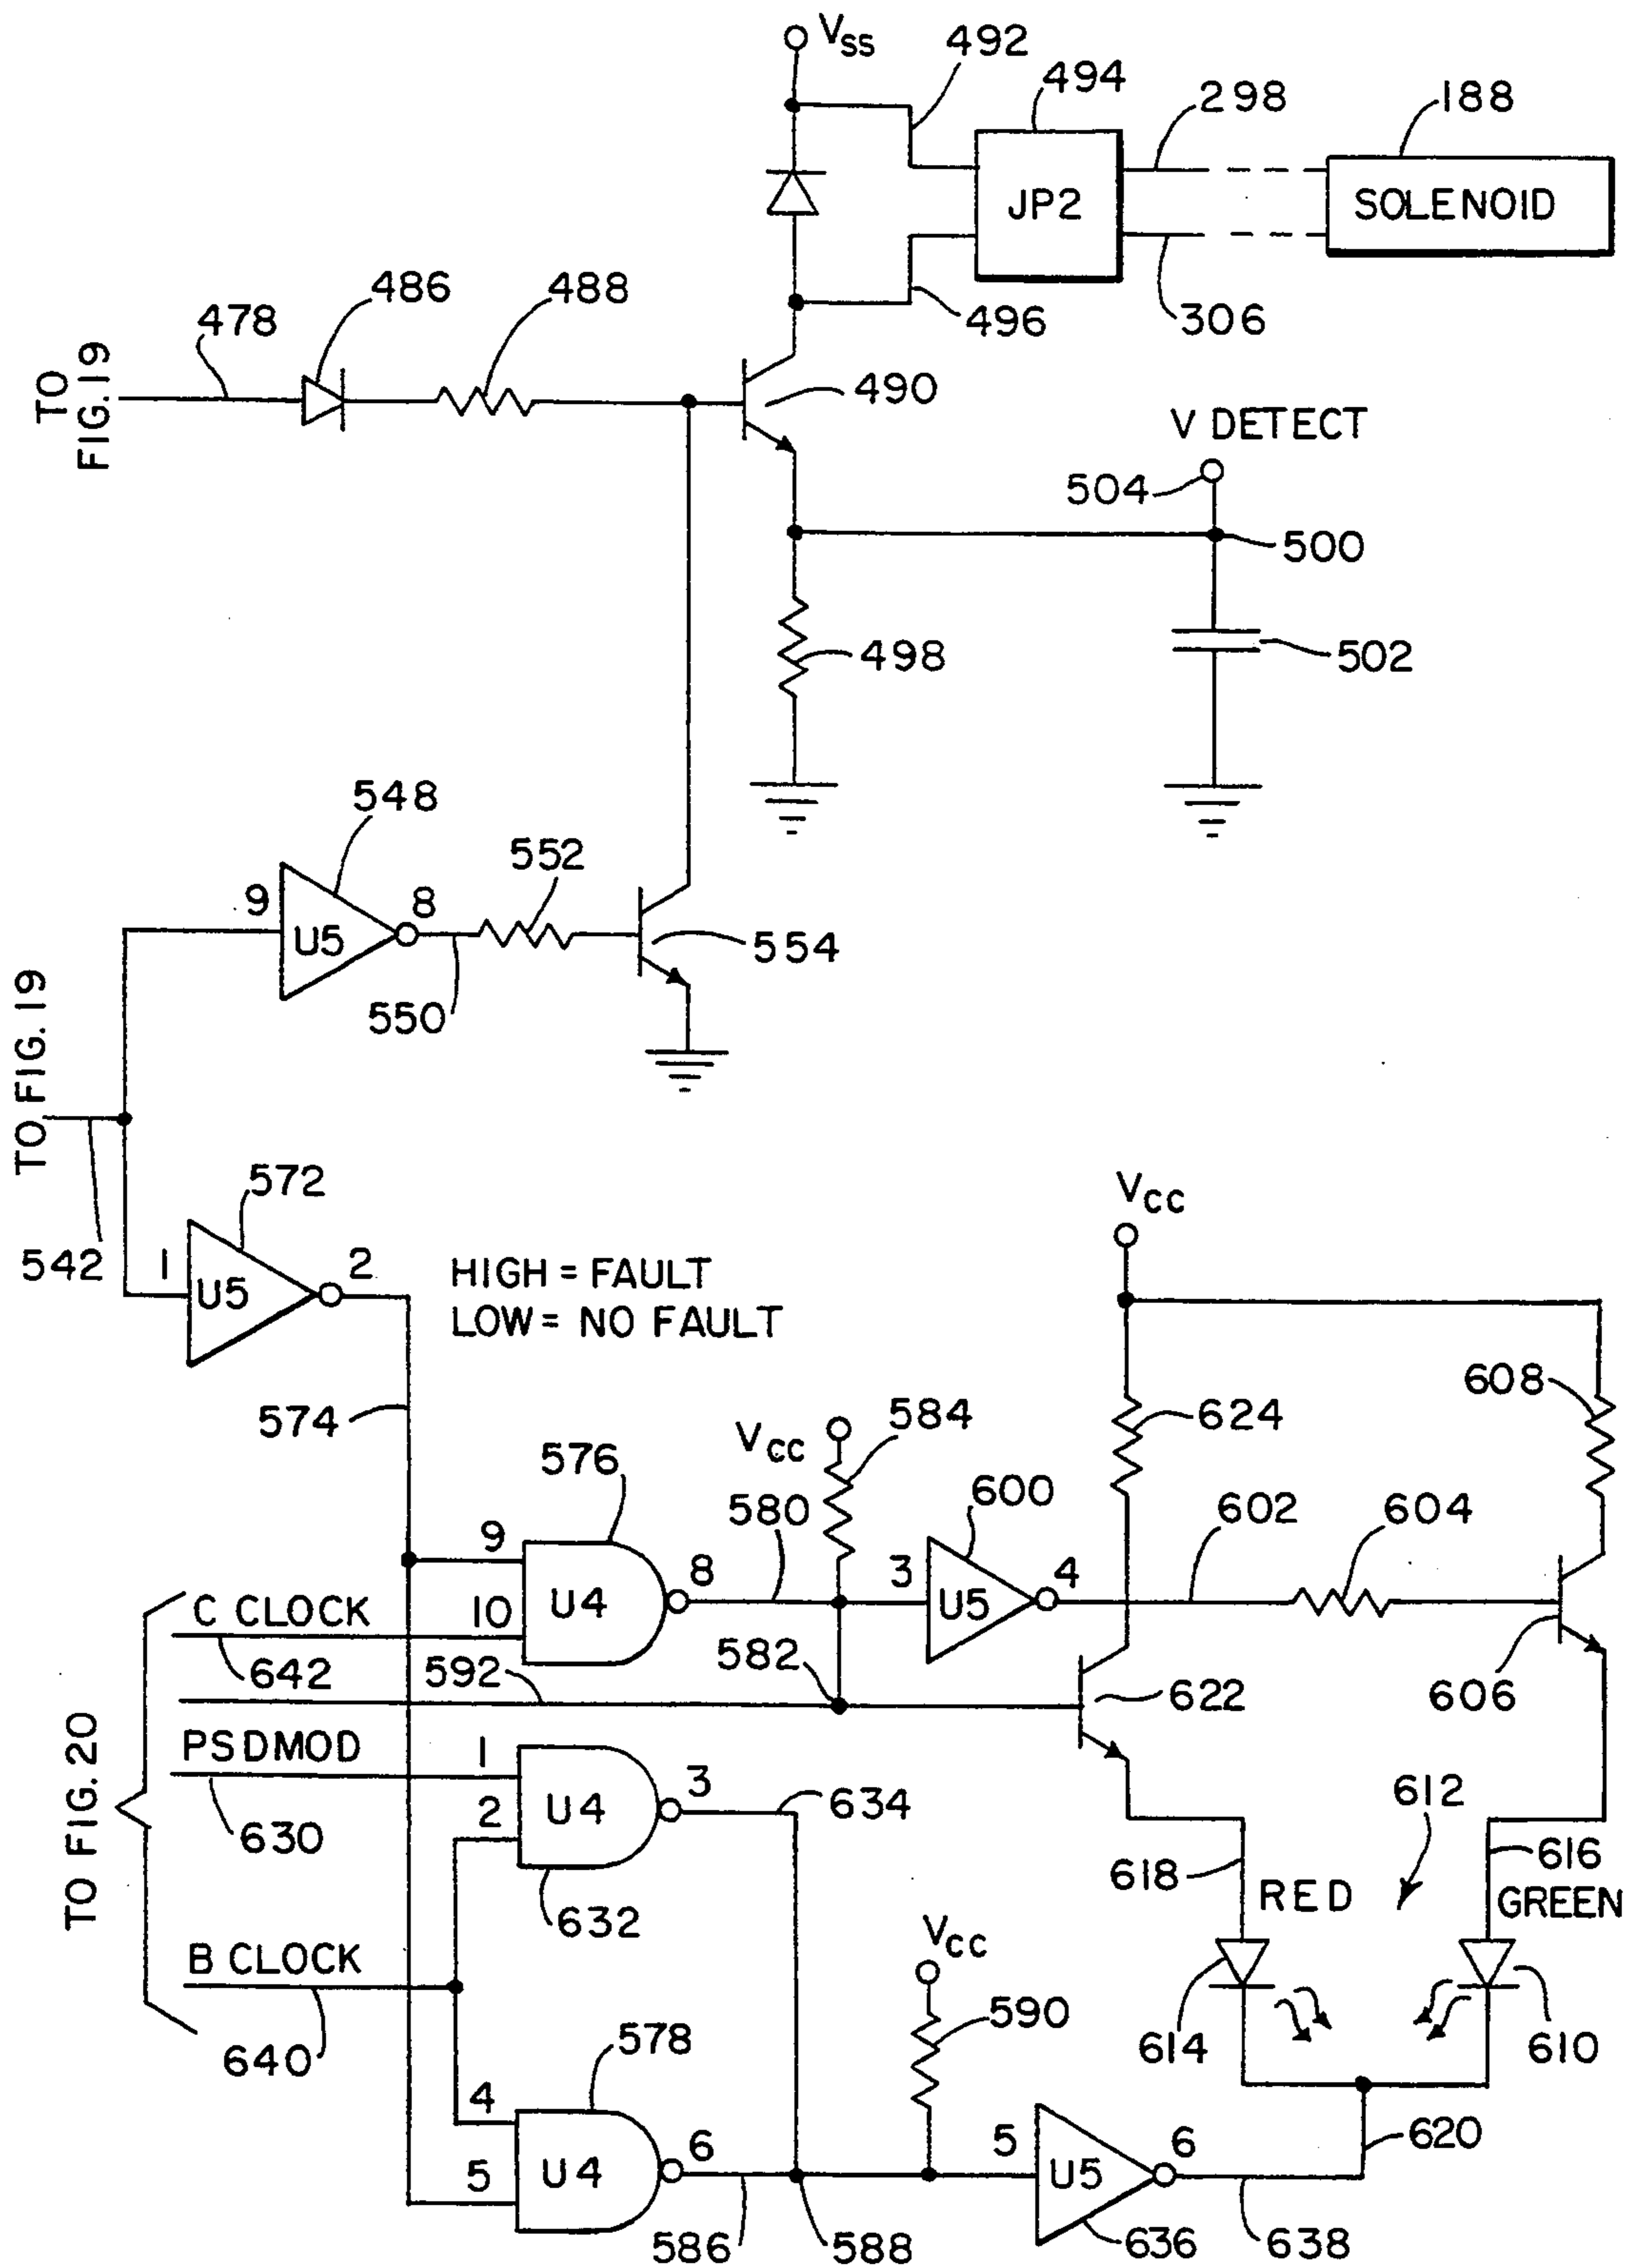 VSS
492
494
298
188
JP2
SOLENOID
486
488
478
496
306
TO
FIG. 19
490
V DETECT
504
500
498
502
548
552
9
8
U5
554
550
TO FIG. 19
572
542
1
2
U5
HIGH = FAULT
LOW = NO FAULT
VCC
608
574
624
584
VCC
576
580
600
602
604
9
8
3
4
C CLOCK
10
U4
U5
642
592
582
622
606
PSDMOD
1
3
612
2
U4
634
630
618
616
RED
GREEN
TO FIG. 20
632
VCC
B CLOCK
590
640
578
614
610
4
6
5
6
620
5
U4
U5
586
588
636
638